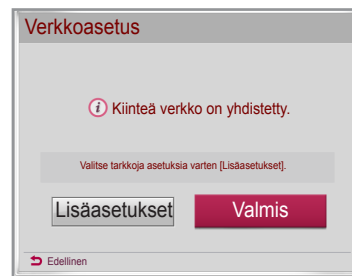 Verkkoasetus
Kiinteä verkko on yhdistetty.
Valitse tarkkoja asetuksia varten [Lisäasetukset].
Lisäasetukset Valmis
Edellinen